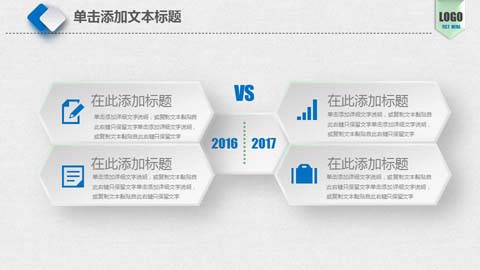 单击添加文本标题
LOGO
VS
在此添加标题
单击添加详细文字说明，或复制文本黏贴自
此右键只保留文字单击添加详细文字说明，
或复制文本黏贴自此右键只保留文字
在此添加标题
单击添加详细文字说明，或复制文本黏贴自
此右键只保留文字单击添加详细文字说明，
或复制文本黏贴自此右键只保留文字
2016
2017
在此添加标题
单击添加详细文字说明，或复制文本黏贴自
此右键只保留文字单击添加详细文字说明，
或复制文本黏贴自此右键只保留文字
在此添加标题
单击添加详细文字说明，或复制文本黏贴自
此右键只保留文字单击添加详细文字说明，
或复制文本黏贴自此右键只保留文字